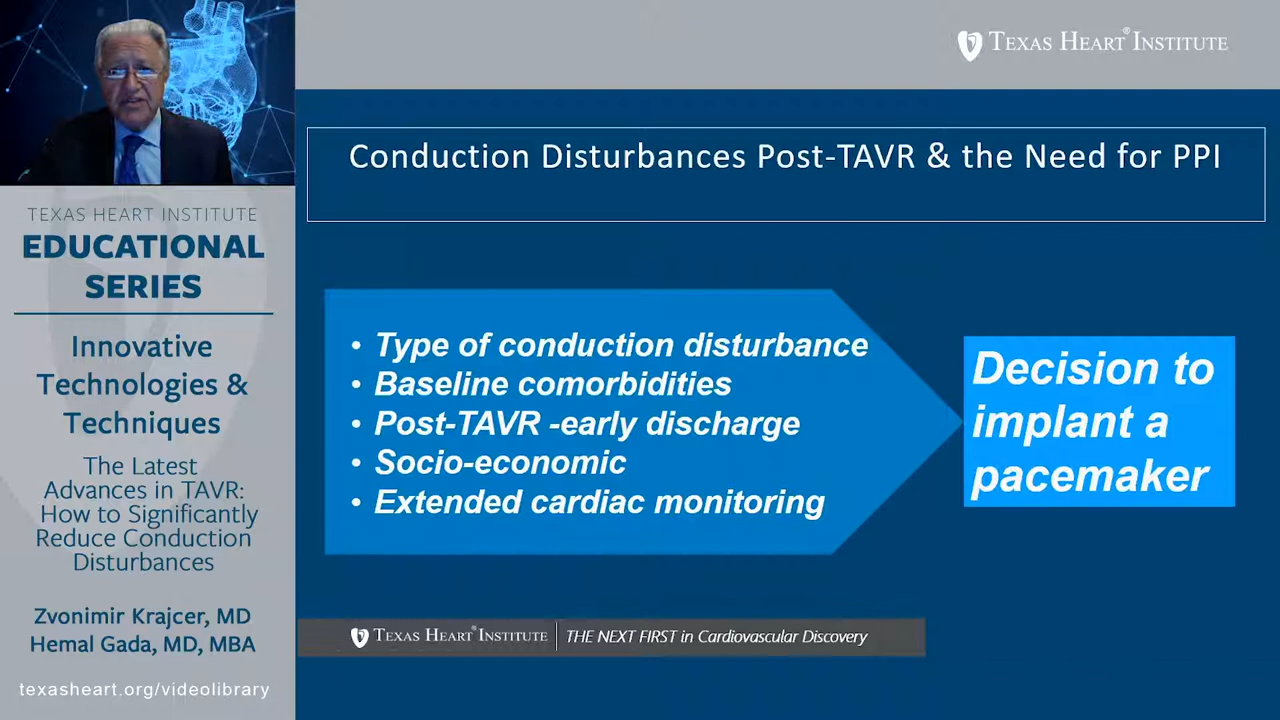 TEXAS HEART® INSTITUTE
Conduction Disturbances Post-TAVR & the Need for PPI
TEXAS HEART INSTITUTE
EDUCATIONAL
SERIES
Innovative
Technologies &
Techniques
The Latest
Advances in TAVR:
How to Significantly
Reduce Conduction
Disturbances
Zvonimir Krajcer, MD
Hemal Gada, MD, MBA
texasheart.org/videolibrary
• Type of conduction disturbance
• Baseline comorbidities
• Post-TAVR -early discharge
• Socio-economic
• Extended cardiac monitoring
Decision to
implant a
pacemaker
TEXAS HEART® INSTITUTE | THE NEXT FIRST in Cardiovascular Discovery